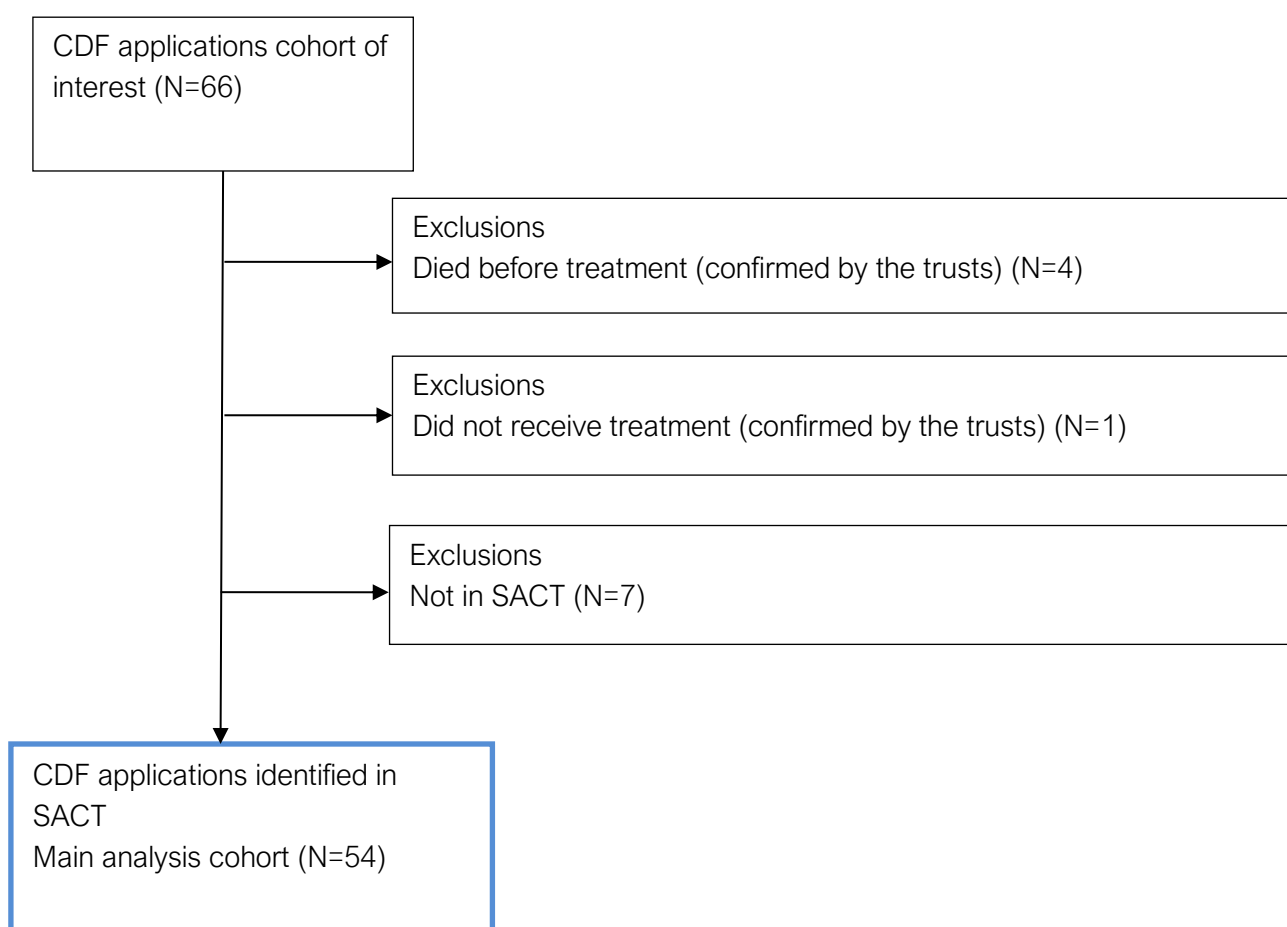 CDF applications cohort of
interest (N=66)
Exclusions
Died before treatment (confirmed by the trusts) (N=4)
Exclusions
Did not receive treatment (confirmed by the trusts) (N=1)
Exclusions
Not in SACT (N=7)
CDF applications identified in
SACT
Main analysis cohort (N=54)